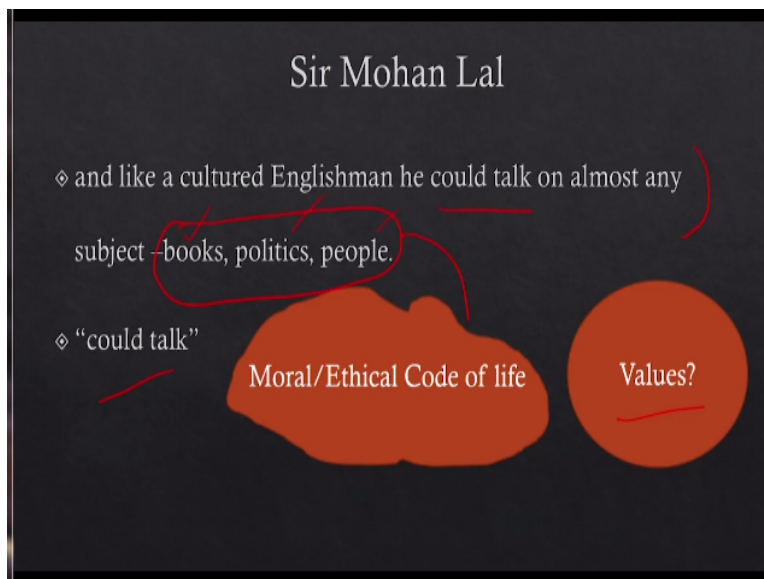 Sir Mohan Lal
and like a cultured Englishman he could talk on almost any
subject –books, politics, people.
“could talk”
Moral/Ethical Code of life
Values?